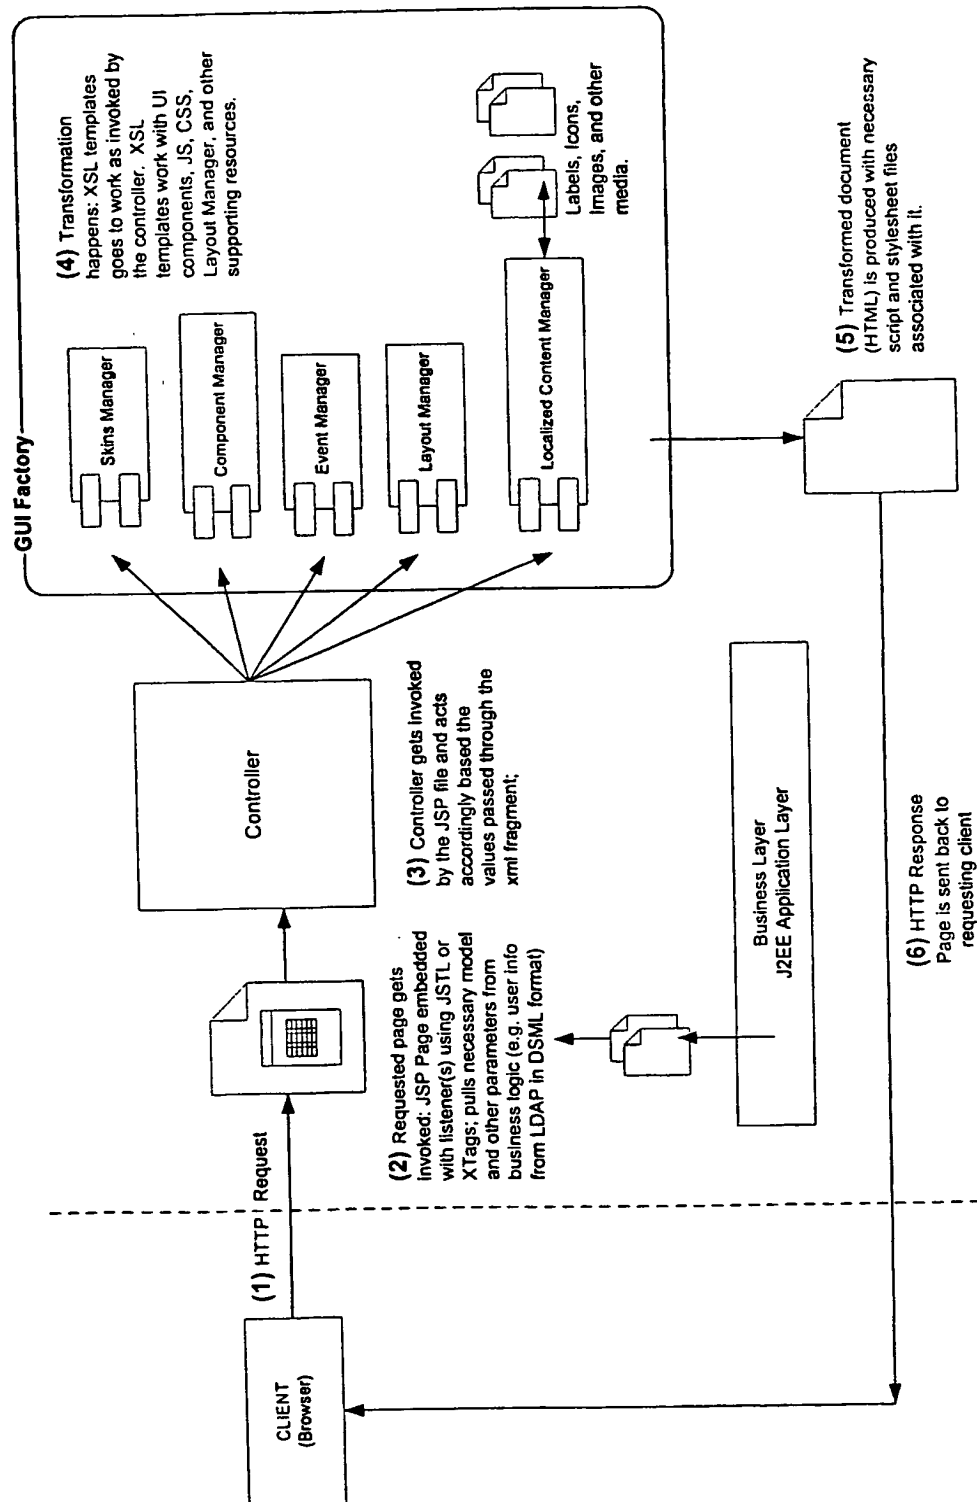 GUI Factory
(4) Transformation
happens: XSL templates
goes to work as invoked by
the controller. XSL
templates work with UI
components, JS, CSS,
Layout Manager, and other
supporting resources.
Skins Manager
Component Manager
Event Manager
Layout Manager
Localized Content Manager
Labels, Icons,
Images, and other
media.
Controller
(3) Controller gets invoked
by the JSP file and acts
accordingly based the
values passed through the
xml fragment;
(1) HTTP Request
(2) Requested page gets
invoked: JSP Page embedded
with listener(s) using JSTL or
XTags; pulls necessary model
and other parameters from
business logic (e.g. user info
from LDAP in DSML format)
CLIENT
(Browser)
Business Layer
J2EE Application Layer
(5) Transformed document
(HTML) is produced with necessary
script and stylesheet files
associated with it.
(6) HTTP Response
Page is sent back to
requesting client